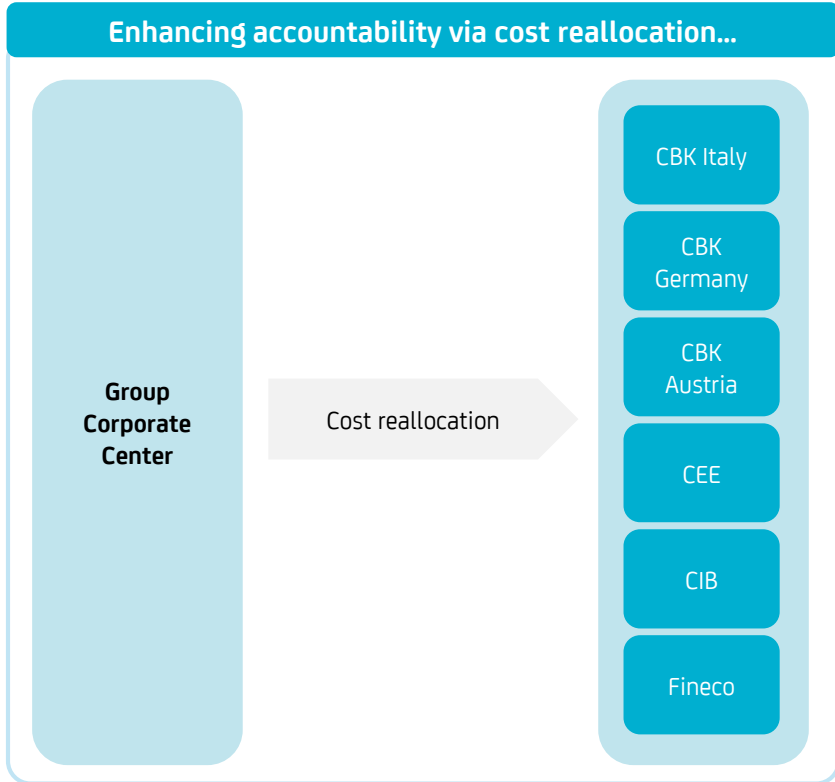 Enhancing accountability via cost reallocation...
Group
Corporate
Center
Cost reallocation
CBK Italy
CBK
Germany
CBK
Austria
CEE
CIB
Fineco